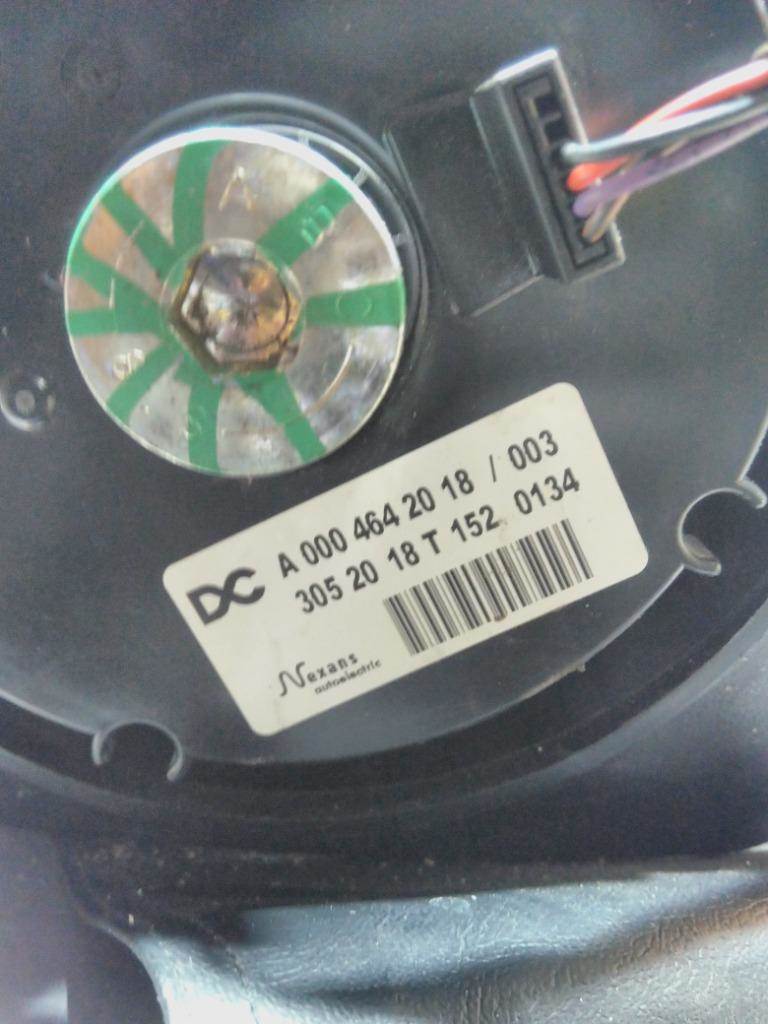 A
B
C
DC A 000 464 20 18 / 003
305 20 18 T 152 0134
Nexans
autoelectric